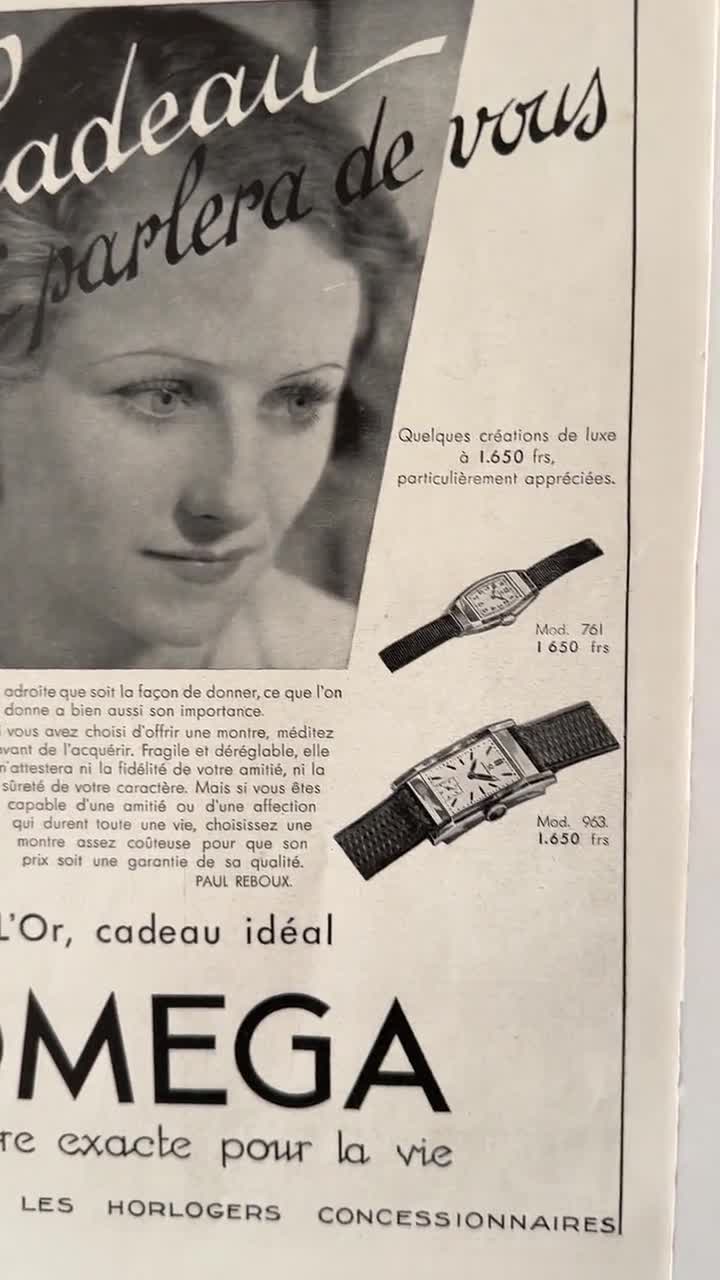 Cadeau
parlera de vous
Quelques créations de luxe
à 1.650 frs,
particulièrement appréciées.
Mod. 761
1 650 frs
adroite que soit la façon de donner, ce que l'on
donne a bien aussi son importance.
vous avez choisi d'offrir une montre, méditez
avant de l'acquérir. Fragile et déréglable, elle
n'attestera ni la fidélité de votre amitié, ni la
sûreté de votre caractère. Mais si vous êtes
capable d'une amitié ou d'une affection
qui durent toute une vie, choisissez une
montre assez coûteuse pour que son
prix soit une garantie de sa qualité.
PAUL REBOUX.
Mod. 963.
1.650 frs
L'Or, cadeau idéal
OMEGA
re exacte pour la vie
LES HORLOGERS CONCESSIONNAIRES